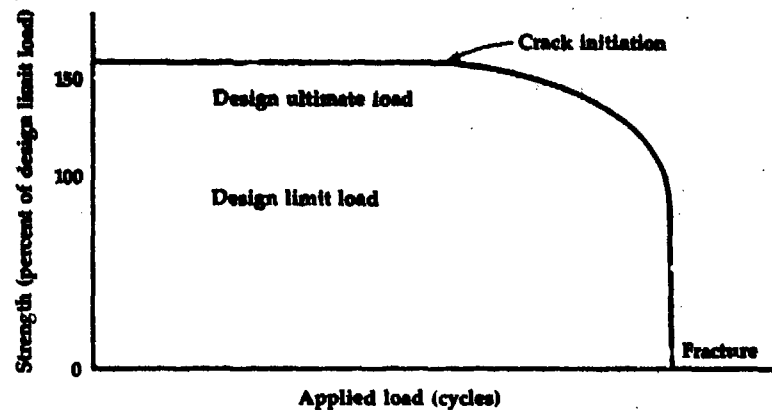 Strength (percent of design limit load)
150
100
0
Crack initiation
Design ultimate load
Design limit load
Fracture
Applied load (cycles)